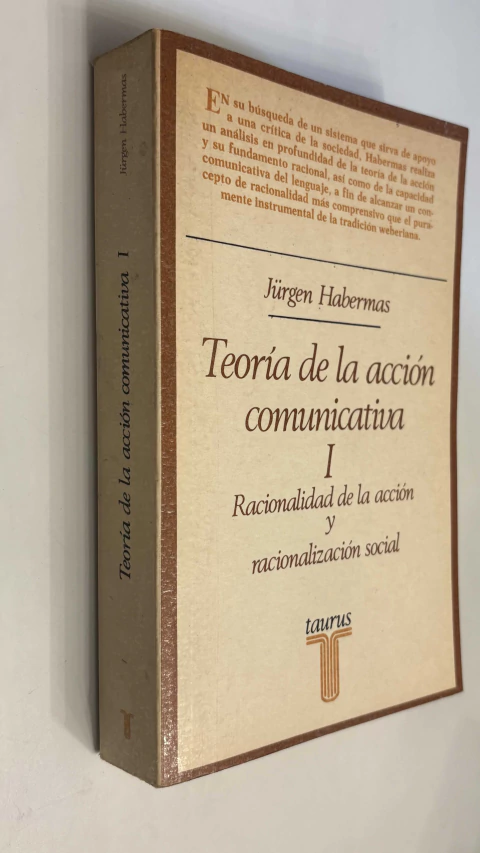 EN su búsqueda de un sistema que sirva de apoyo
a una crítica de la sociedad, Habermas realiza
un análisis en profundidad de la teoría de la acción
y su fundamento racional, así como de la capacidad
comunicativa del lenguaje, a fin de alcanzar un con-
cepto de racionalidad más comprensivo que el pura-
mente instrumental de la tradición weberiana.
Jürgen Habermas
Teoría de la acción
comunicativa
I
Racionalidad de la acción
y
racionalización social
taurus
T
Jürgen Habermas
Teoría de la acción comunicativa I
T